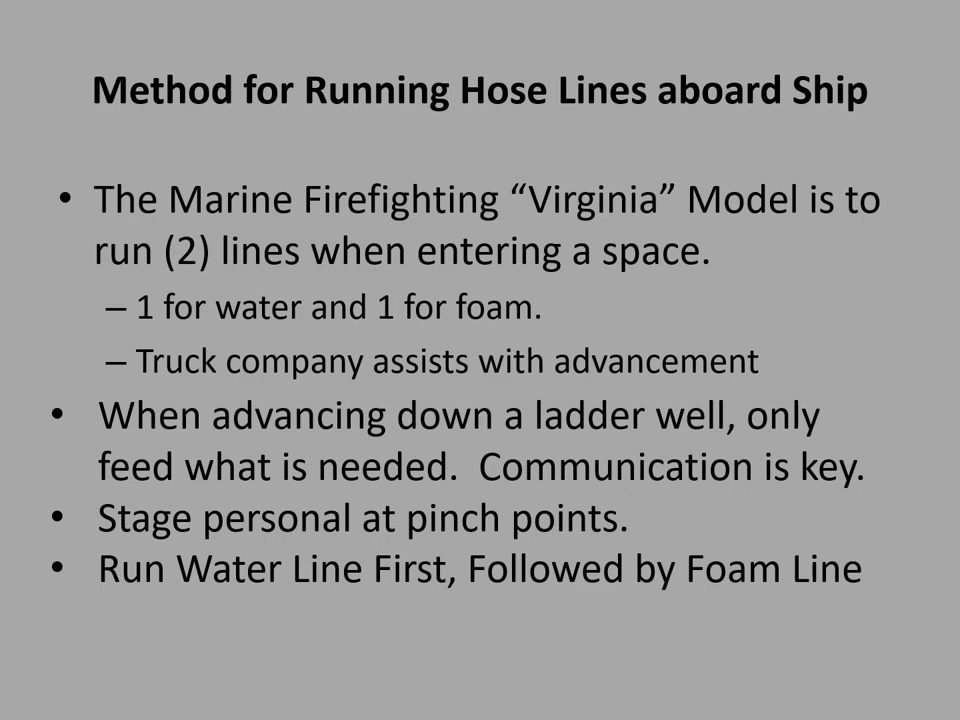 Method for Running Hose Lines aboard Ship
• The Marine Firefighting “Virginia” Model is to
run (2) lines when entering a space.
– 1 for water and 1 for foam.
– Truck company assists with advancement
• When advancing down a ladder well, only
feed what is needed.  Communication is key.
• Stage personal at pinch points.
• Run Water Line First, Followed by Foam Line